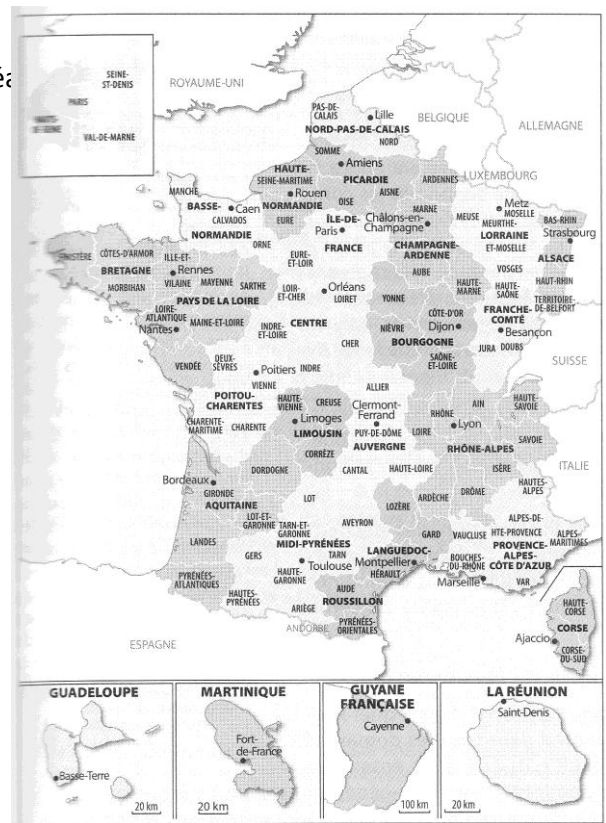 éa
SEINE-
ST-DENIS
PARIS
HAUTS-
DE-SEINE
VAL-DE-MARNE
ROYAUME-UNI
BELGIQUE
ALLEMAGNE
LUXEMBOURG
SUISSE
ITALIE
ESPAGNE
ANDORRE
PAS-DE-
CALAIS
Lille
NORD-PAS-DE-CALAIS
NORD
SOMME
Amiens
PICARDIE
AISNE
OISE
HAUTE-
SEINE-MARITIME
Rouen
NORMANDIE
EURE
MANCHE
BASSE-
Caen
CALVADOS
NORMANDIE
ORNE
ÎLE-DE-
Paris
FRANCE
ARDENNES
Châlons-en-
Champagne
MARNE
CHAMPAGNE-
ARDENNE
AUBE
HAUTE-
MARNE
Metz
MOSELLE
MEUSE
MEURTHE-
LORRAINE
ET-MOSELLE
VOSGES
BAS-RHIN
Strasbourg
ALSACE
HAUT-RHIN
TERRITOIRE-
DE-BELFORT
FINISTÈRE
CÔTES-D'ARMOR
ILLE-ET-
BRETAGNE
Rennes
VILAINE
MORBIHAN
MAYENNE
SARTHE
PAYS DE LA LOIRE
LOIRE-
ATLANTIQUE
MAINE-ET-LOIRE
Nantes
VENDÉE
EURE-
ET-LOIR
LOIR-
ET-CHER
Orléans
LOIRET
INDRE-
ET-LOIRE
CENTRE
CHER
INDRE
YONNE
CÔTE-D'OR
NIÈVRE
Dijon
BOURGOGNE
SAÔNE-
ET-LOIRE
HAUTE-
SAÔNE
FRANCHE-
COMTÉ
Besançon
JURA
DOUBS
DEUX-
SÈVRES
Poitiers
VIENNE
POITOU-
CHARENTES
CHARENTE-
MARITIME
CHARENTE
HAUTE-
VIENNE
CREUSE
Limoges
LIMOUSIN
CORRÈZE
ALLIER
Clermont-
Ferrand
PUY-DE-DÔME
AUVERGNE
CANTAL
HAUTE-LOIRE
AIN
HAUTE-
SAVOIE
RHÔNE
Lyon
LOIRE
SAVOIE
RHÔNE-ALPES
ISÈRE
ARDÈCHE
DRÔME
Bordeaux
GIRONDE
DORDOGNE
AQUITAINE
LOT-ET-
GARONNE
LANDES
PYRÉNÉES-
ATLANTIQUES
LOT
AVEYRON
TARN-ET-
GARONNE
MIDI-PYRÉNÉES
GERS
TARN
Toulouse
HAUTE-
GARONNE
HAUTES-
PYRÉNÉES
ARIÈGE
LOZÈRE
GARD
LANGUEDOC-
Montpellier
HÉRAULT
AUDE
ROUSSILLON
PYRÉNÉES-
ORIENTALES
HAUTES-
ALPES
ALPES-DE-
HTE-PROVENCE
ALPES-
MARITIMES
VAUCLUSE
BOUCHES-
DU-RHÔNE
PROVENCE-
ALPES-
CÔTE D'AZUR
Marseille
VAR
HAUTE-
CORSE
CORSE
Ajaccio
CORSE-
DU-SUD
GUADELOUPE
Basse-Terre
20 km
MARTINIQUE
Fort-
de-France
20 km
GUYANE
FRANÇAISE
Cayenne
100 km
LA RÉUNION
Saint-Denis
20 km